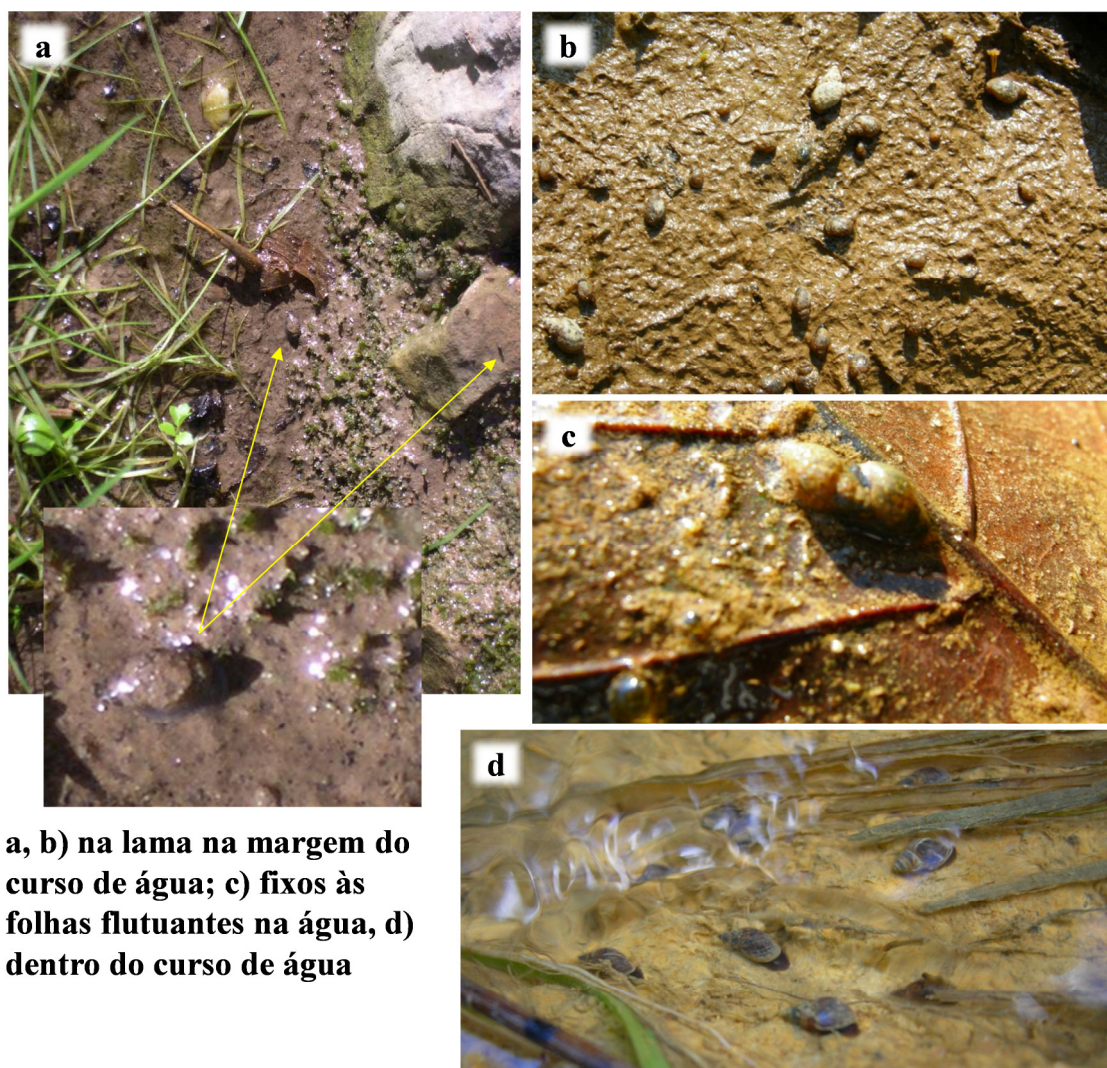 a
b
c
d
a, b) na lama na margem do
curso de água; c) fixos às
folhas flutuantes na água, d)
dentro do curso de água